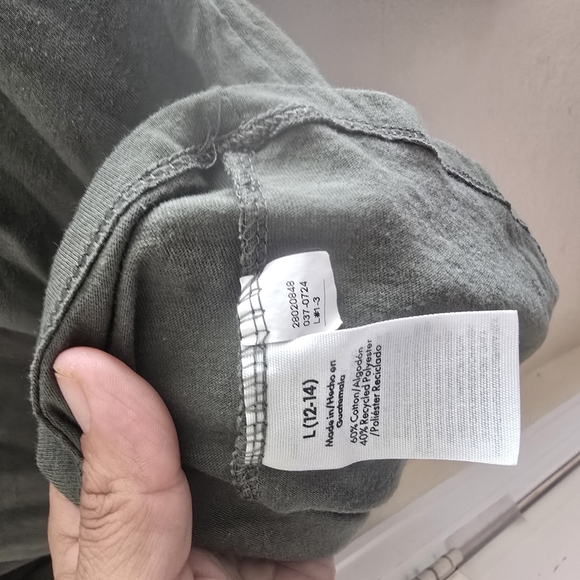 28020848
037-0724
L#1-3
L (12-14)
Made in/Hecho en
Guatemala
60% Cotton/Algodón
40% Recycled Polyester
/Poliéster Reciclado